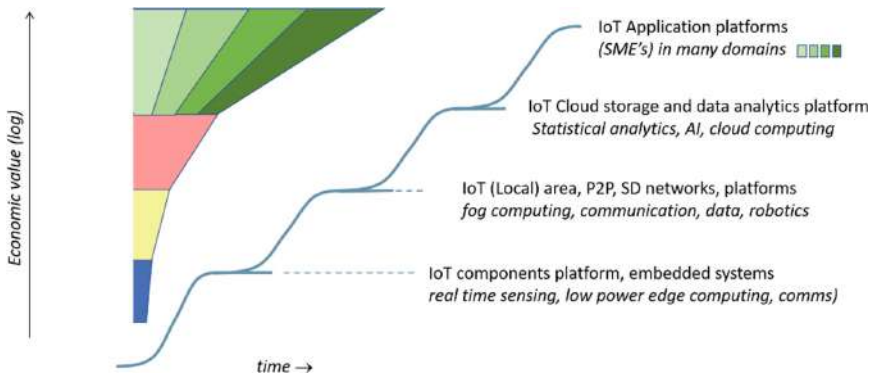 IoT Application platforms
(SME's) in many domains
IoT Cloud storage and data analytics platform
Statistical analytics, AI, cloud computing
IoT (Local) area, P2P, SD networks, platforms
fog computing, communication, data, robotics
IoT components platform, embedded systems
real time sensing, low power edge computing, comms)
Economic value (log)
time →